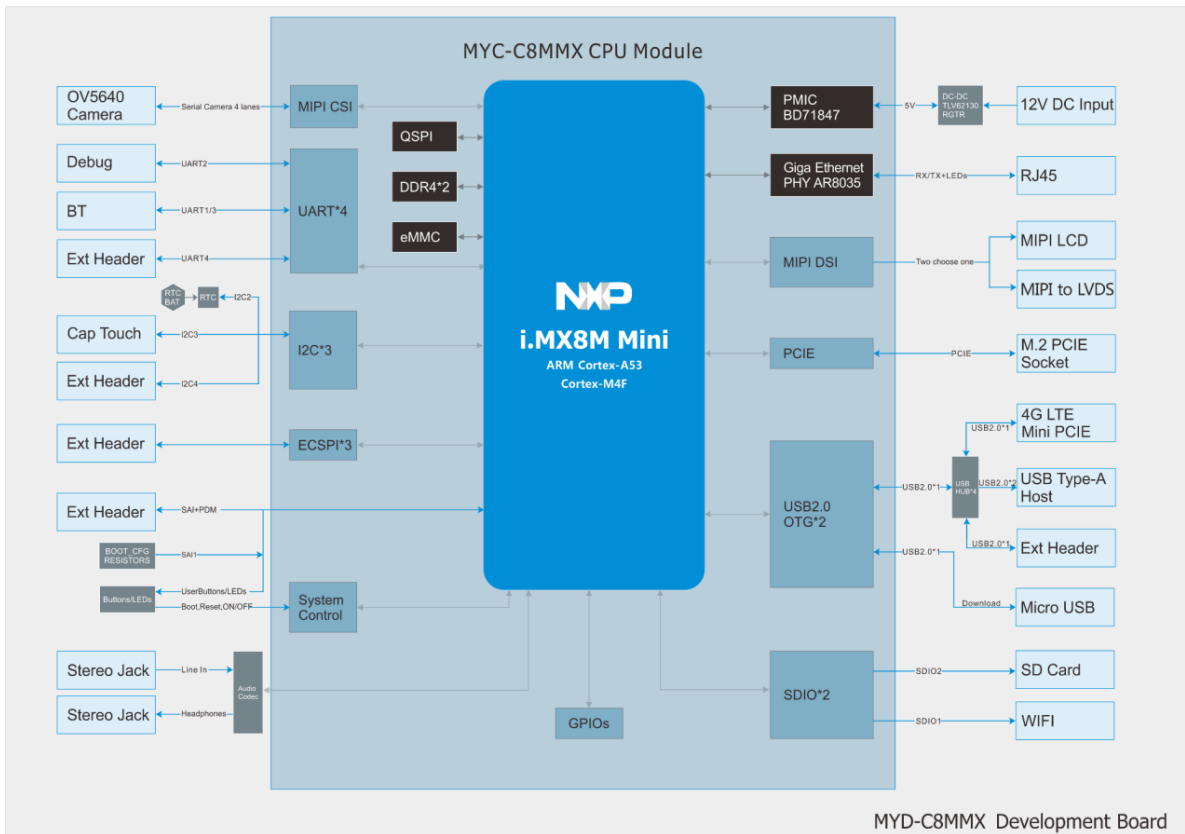 MYC-C8MMX CPU Module
OV5640
Camera
Serial Camera 4 lanes
MIPI CSI
Debug
UART2
BT
UART1/3
UART*4
Ext Header
UART4
RTC
BAT
RTC
I2C2
Cap Touch
I2C3
I2C*3
Ext Header
I2C4
Ext Header
ECSPI*3
Ext Header
SAI+PDM
BOOT_CFG
RESISTORS
SAI1
Buttons/LEDs
UserButtons/LEDs
Boot,Reset,ON/OFF
System
Control
Stereo Jack
Line In
Audio
Codec
Stereo Jack
Headphones
QSPI
DDR4*2
eMMC
NXP
i.MX8M Mini
ARM Cortex-A53
Cortex-M4F
GPIOs
PMIC
BD71847
5V
DC-DC
TLV62130
RGTR
12V DC Input
Giga Ethernet
PHY AR8035
RX/TX+LEDs
RJ45
MIPI DSI
Two choose one
MIPI LCD
MIPI to LVDS
PCIE
PCIE
M.2 PCIE
Socket
USB2.0
OTG*2
USB2.0*1
USB
HUB*4
USB2.0*1
4G LTE
Mini PCIE
USB2.0*2
USB Type-A
Host
USB2.0*1
Ext Header
USB2.0*1
Download
Micro USB
SDIO*2
SDIO2
SD Card
SDIO1
WIFI
MYD-C8MMX Development Board